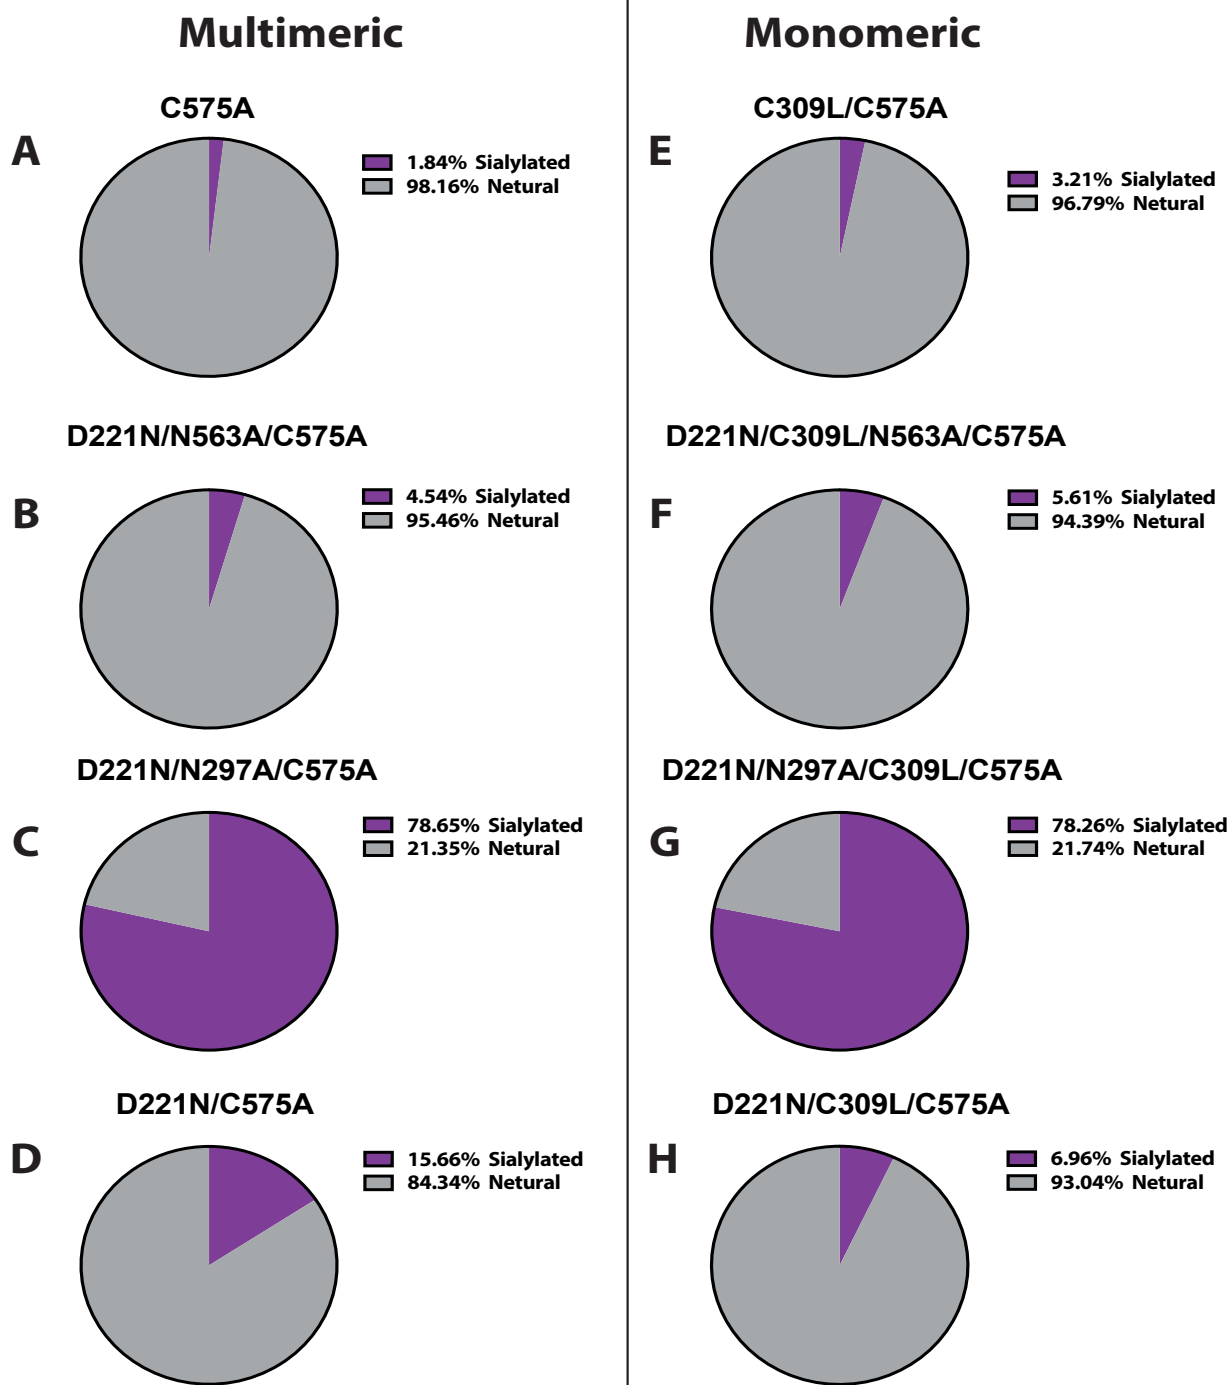 Multimeric
C575A
A
1.84% Sialylated
98.16% Netural
D221N/N563A/C575A
B
4.54% Sialylated
95.46% Netural
D221N/N297A/C575A
C
78.65% Sialylated
21.35% Netural
D221N/C575A
D
15.66% Sialylated
84.34% Netural
Monomeric
C309L/C575A
E
3.21% Sialylated
96.79% Netural
D221N/C309L/N563A/C575A
F
5.61% Sialylated
94.39% Netural
D221N/N297A/C309L/C575A
G
78.26% Sialylated
21.74% Netural
D221N/C309L/C575A
H
6.96% Sialylated
93.04% Netural